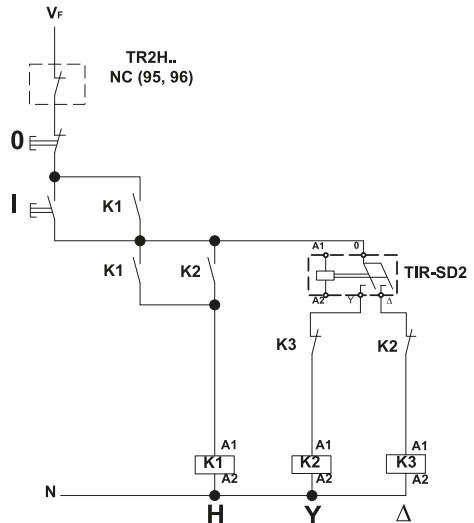 VF
TR2H..
NC (95, 96)
0
I
K1
K1
K2
A1
0
TIR-SD2
A2
Y
Δ
K3
K2
A1
A1
A1
K1
K2
K3
A2
A2
A2
N
H
Y
Δ